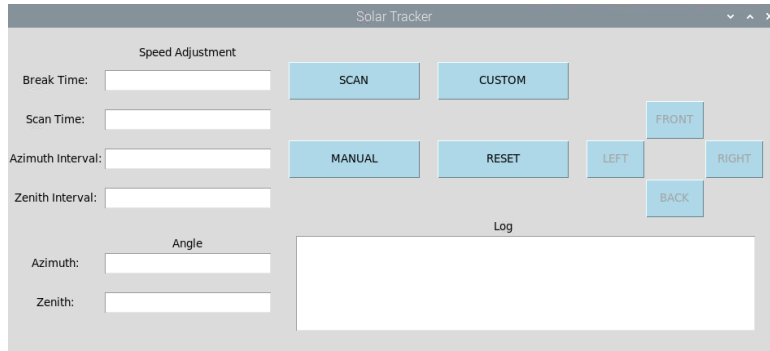 Solar Tracker
Speed Adjustment
Break Time:
SCAN
CUSTOM
Scan Time:
FRONT
Azimuth Interval:
MANUAL
RESET
LEFT
RIGHT
Zenith Interval:
BACK
Log
Angle
Azimuth:
Zenith: